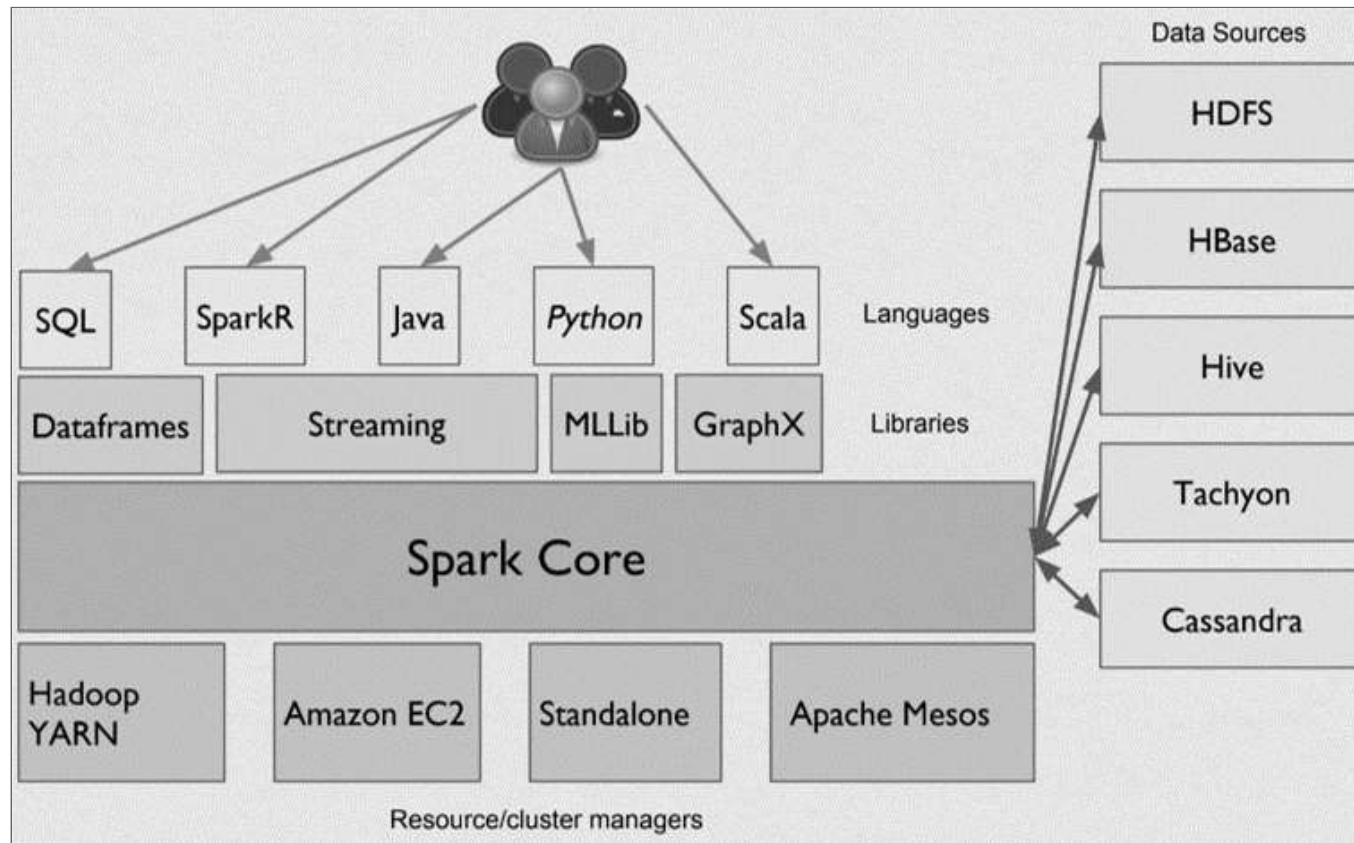 Data Sources
HDFS
HBase
Hive
Tachyon
Cassandra
SQL
SparkR
Java
Python
Scala
Languages
Dataframes
Streaming
MLLib
GraphX
Libraries
Spark Core
Hadoop
YARN
Amazon EC2
Standalone
Apache Mesos
Resource/cluster managers